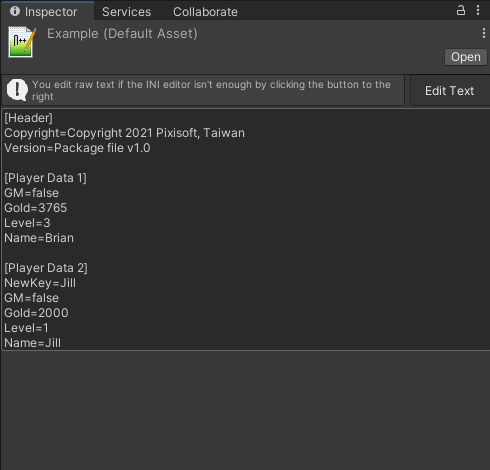 Inspector Services Collaborate
Example (Default Asset)
Open
You edit raw text if the INI editor isn't enough by clicking the button to the
right
Edit Text
[Header]
Copyright=Copyright 2021 Pixisoft, Taiwan
Version=Package file v1.0
[Player Data 1]
GM=false
Gold=3765
Level=3
Name=Brian
[Player Data 2]
NewKey=Jill
GM=false
Gold=2000
Level=1
Name=Jill